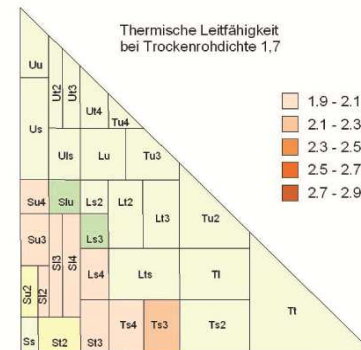 Thermische Leitfähigkeit
bei Trockenrohdichte 1,7
1.9 - 2.1
2.1 - 2.3
2.3 - 2.5
2.5 - 2.7
2.7 - 2.9
Uu
Ut2
Ut3
Ut4
Tu4
Us
Uls
Lu
Tu3
Su4
Slu
Ls2
Lt2
Lt3
Tu2
Su3
Sl3
Sl4
Ls3
Ls4
Lts
Tl
Tt
Su2
Sl2
Ss
St2
St3
Ts4
Ts3
Ts2